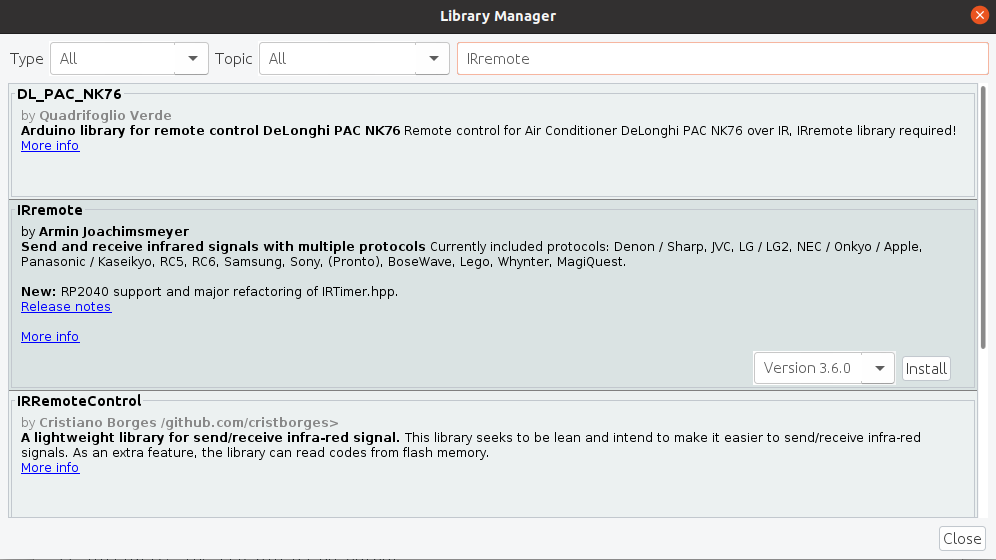 Library Manager
Type All Topic All IRremote
DL_PAC_NK76
by Quadrifoglio Verde
Arduino library for remote control DeLonghi PAC NK76 Remote control for Air Conditioner DeLonghi PAC NK76 over IR, IRremote library required!
More info
IRremote
by Armin Joachimsmeyer
Send and receive infrared signals with multiple protocols Currently included protocols: Denon / Sharp, JVC, LG / LG2, NEC / Onkyo / Apple,
Panasonic / Kaseikyo, RC5, RC6, Samsung, Sony, (Pronto), BoseWave, Lego, Whynter, MagiQuest.
New: RP2040 support and major refactoring of IRTimer.hpp.
Release notes
More info
Version 3.6.0 Install
IRRemoteControl
by Cristiano Borges /github.com/cristborges>
A lightweight library for send/receive infra-red signal. This library seeks to be lean and intend to make it easier to send/receive infra-red
signals. As an extra feature, the library can read codes from flash memory.
More info
Close